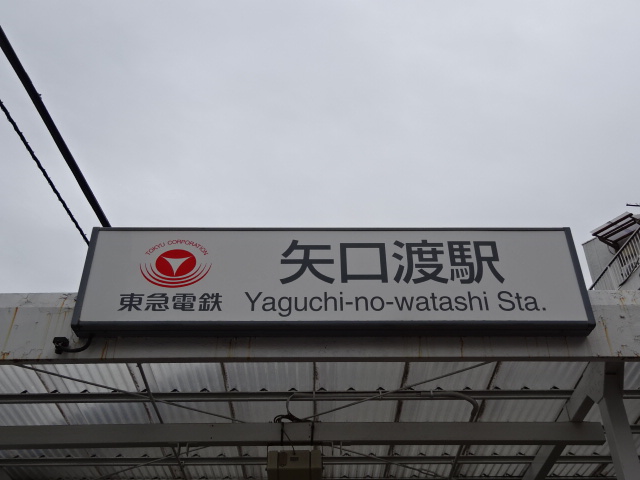 TOKYU CORPORATION
東急電鉄
矢口渡駅
Yaguchi-no-watashi Sta.